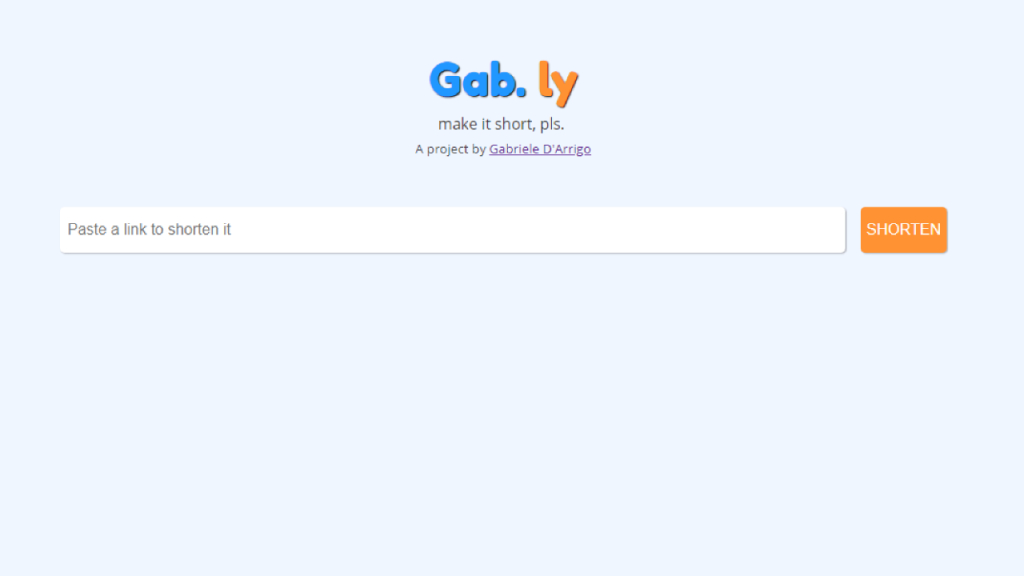 Gab. ly
make it short, pls.
A project by Gabriele D'Arrigo
Paste a link to shorten it
SHORTEN